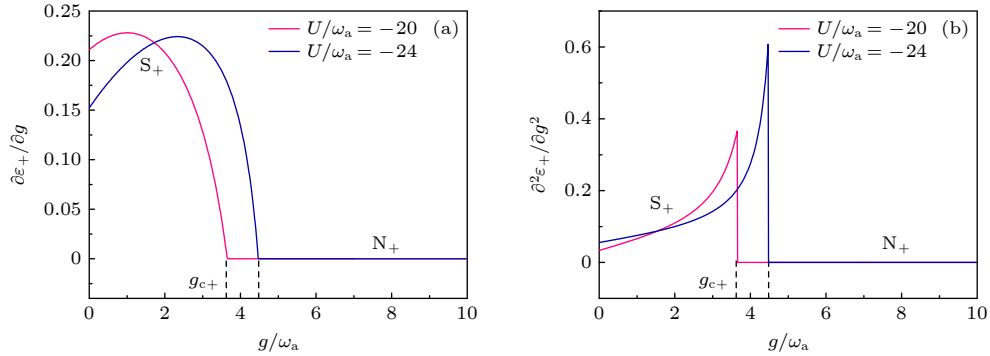 (a)
U/ωa = −20
U/ωa = −24
∂ε+/∂g
0.25
0.20
0.15
0.10
0.05
0
S+
N+
gc+
0 2 4 6 8 10
g/ωa
(b)
U/ωa = −20
U/ωa = −24
∂²ε+/∂g²
0.6
0.4
0.2
0
S+
N+
gc+
0 2 4 6 8 10
g/ωa